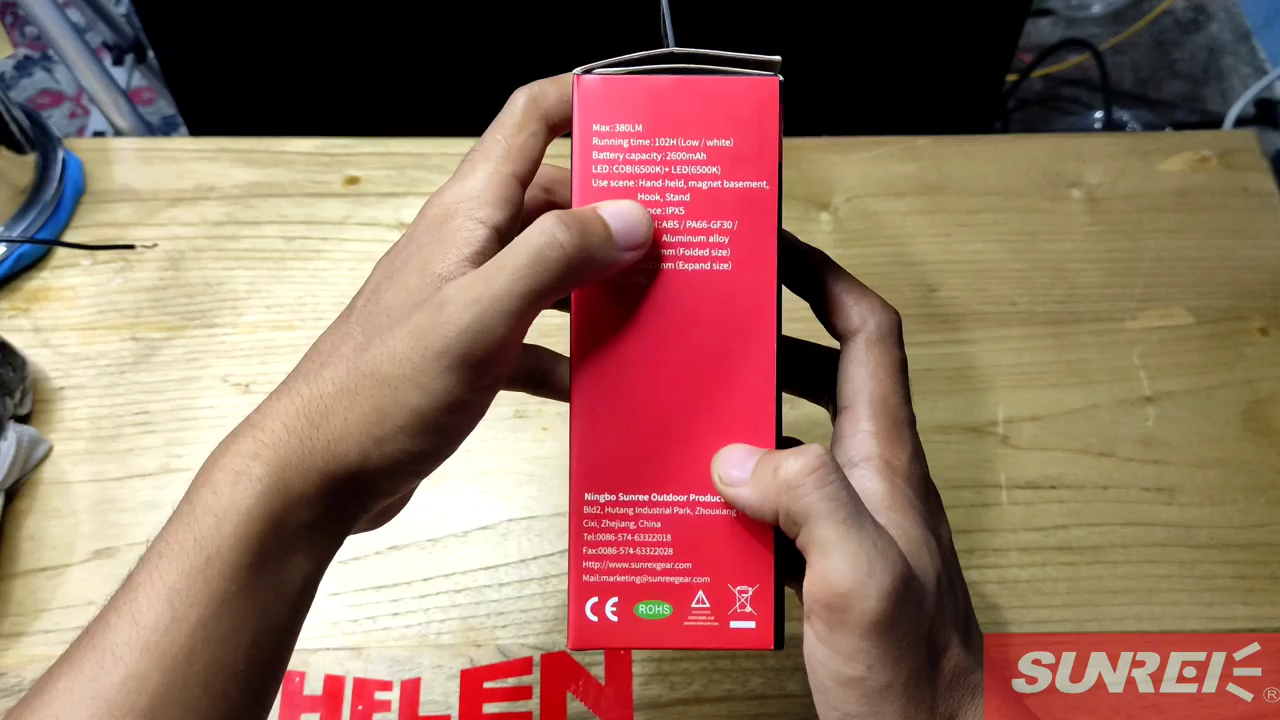 Max:380LM
Running time:102H(Low / white)
Battery capacity:2600mAh
LED:COB(6500K)+ LED(6500K)
Use scene:Hand-held, magnet basement,
Hook, Stand
IPX5
ABS / PA66-GF30 /
Aluminum alloy
mm(Folded size)
mm(Expand size)
Ningbo Sunree Outdoor
Bld2, Hutang Industrial Park, Zhouxiang
Cixi, Zhejiang, China
Tel:0086-574-63322018
Fax:0086-574-63322028
Http://www.sunrexgear.com
Mail:marketing@sunreegear.com
CE
ROHS
HELEN
SUNREE
R